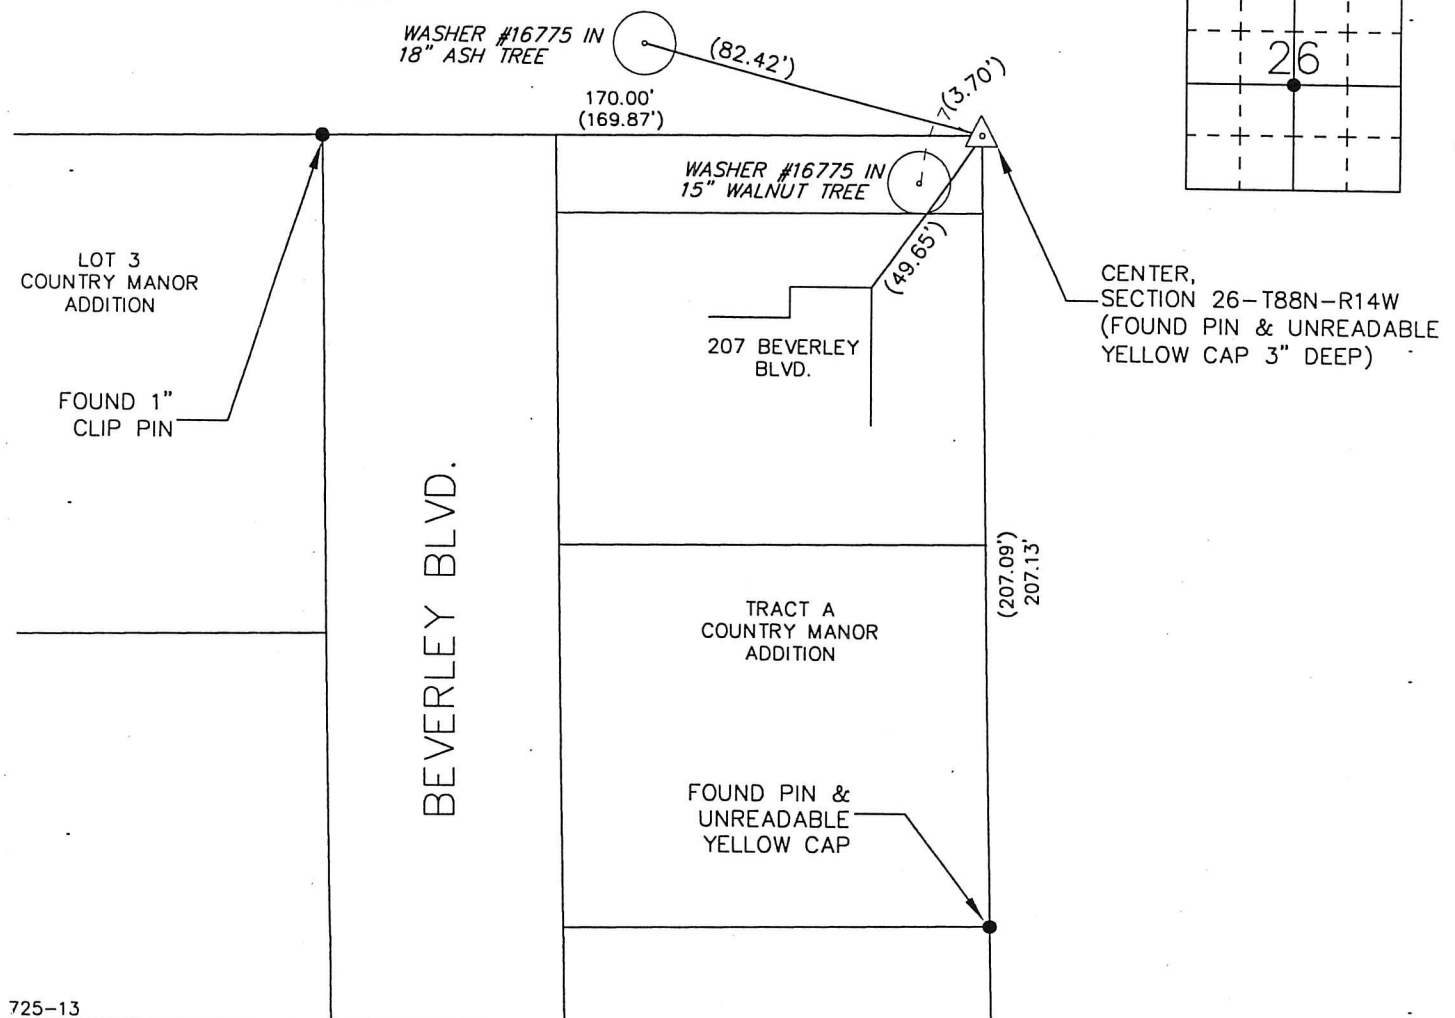 WASHER #16775 IN
18" ASH TREE
(82.42')
170.00'
(169.87')
(3.70')
26
WASHER #16775 IN
15" WALNUT TREE
(49.65')
LOT 3
COUNTRY MANOR
ADDITION
CENTER,
SECTION 26-T88N-R14W
(FOUND PIN & UNREADABLE
YELLOW CAP 3" DEEP)
207 BEVERLEY
BLVD.
FOUND 1"
CLIP PIN
BEVERLEY BLVD.
(207.09')
207.13'
TRACT A
COUNTRY MANOR
ADDITION
FOUND PIN &
UNREADABLE
YELLOW CAP
725-13